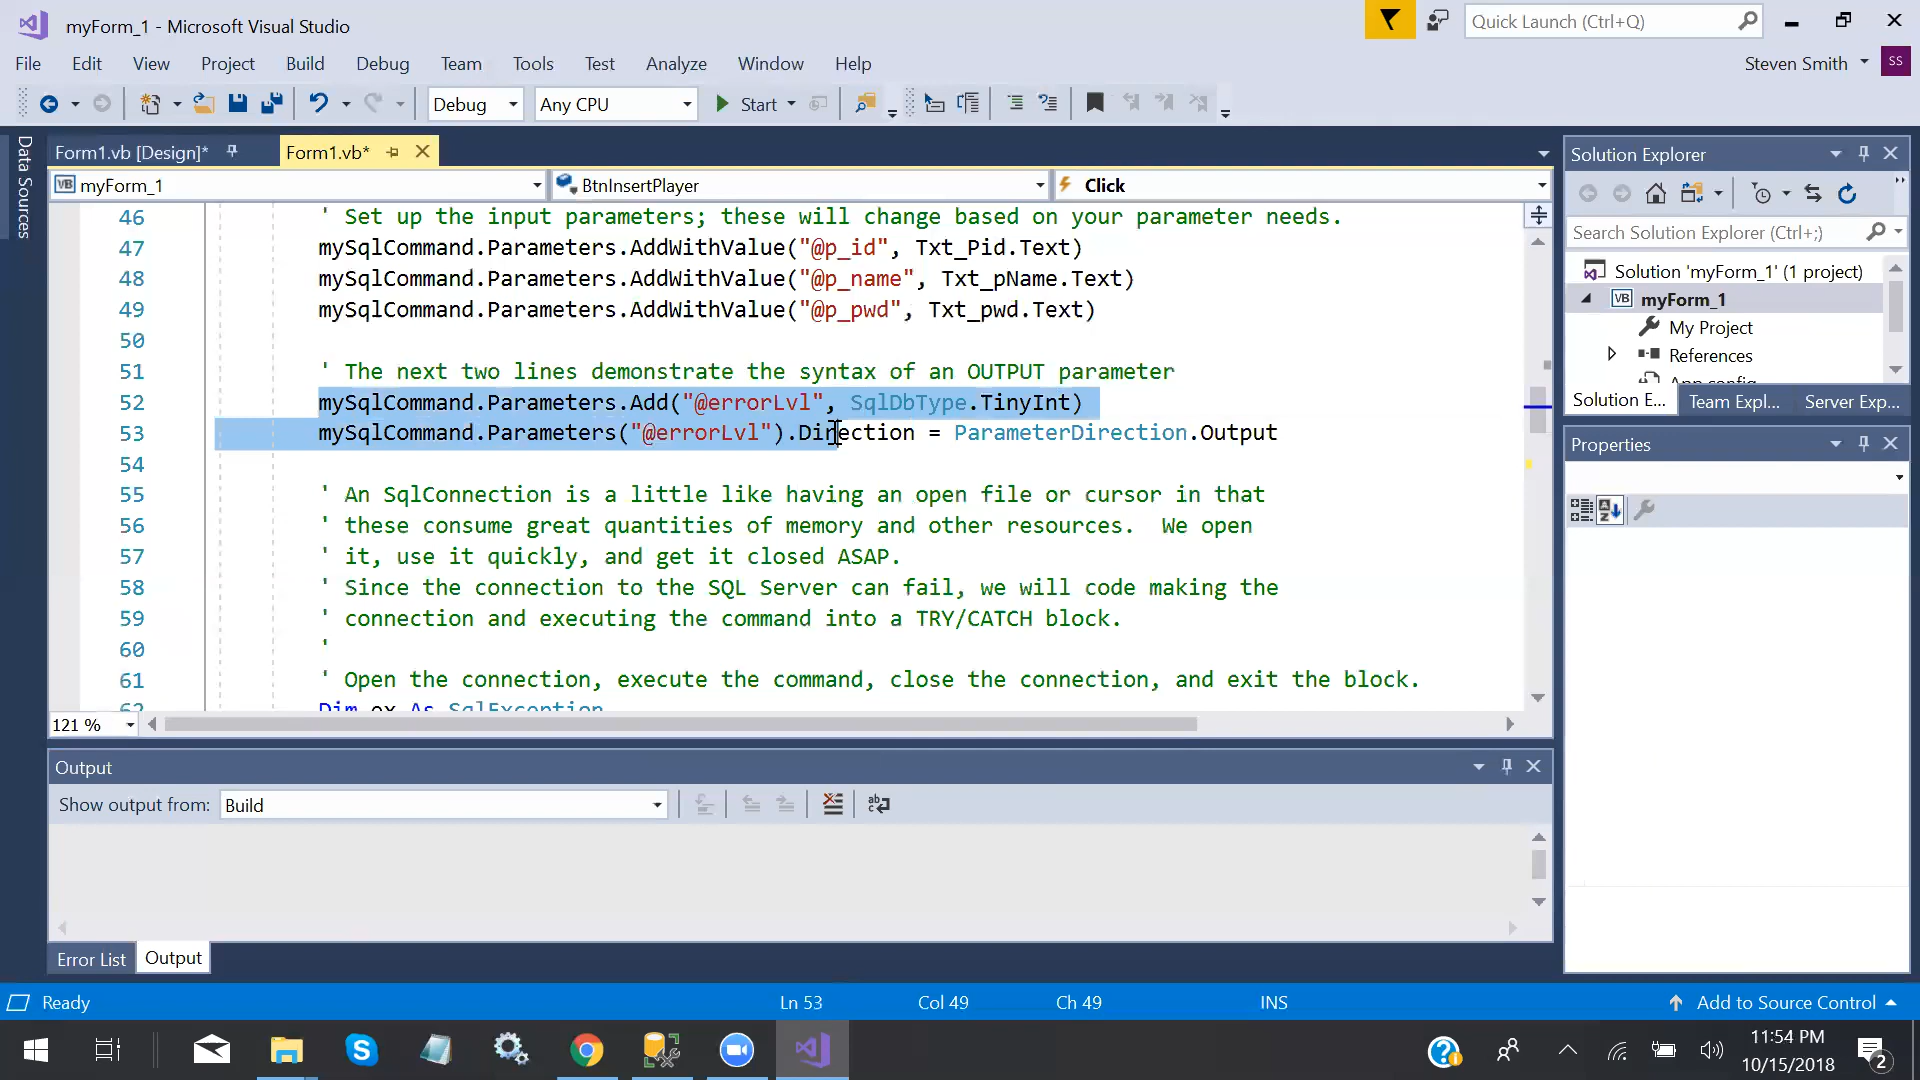 myForm_1 - Microsoft Visual Studio
Quick Launch (Ctrl+Q)
File Edit View Project Build Debug Team Tools Test Analyze Window Help
Steven Smith SS
Debug Any CPU Start
Data Sources
Form1.vb [Design]* Form1.vb*
VB myForm_1 BtnInsertPlayer Click
46 ' Set up the input parameters; these will change based on your parameter needs.
47 mySqlCommand.Parameters.AddWithValue("@p_id", Txt_Pid.Text)
48 mySqlCommand.Parameters.AddWithValue("@p_name", Txt_pName.Text)
49 mySqlCommand.Parameters.AddWithValue("@p_pwd", Txt_pwd.Text)
50
51 ' The next two lines demonstrate the syntax of an OUTPUT parameter
52 mySqlCommand.Parameters.Add("@errorLvl", SqlDbType.TinyInt)
53 mySqlCommand.Parameters("@errorLvl").Direction = ParameterDirection.Output
54
55 ' An SqlConnection is a little like having an open file or cursor in that
56 ' these consume great quantities of memory and other resources.  We open
57 ' it, use it quickly, and get it closed ASAP.
58 ' Since the connection to the SQL Server can fail, we will code making the
59 ' connection and executing the command into a TRY/CATCH block.
60 '
61 ' Open the connection, execute the command, close the connection, and exit the block.
62 Dim ex As SqlException
121 %
Output
Show output from: Build
Error List Output
Solution Explorer
Search Solution Explorer (Ctrl+;)
Solution 'myForm_1' (1 project)
VB myForm_1
My Project
References
App.config
Solution E... Team Expl... Server Exp...
Properties
Ready Ln 53 Col 49 Ch 49 INS Add to Source Control
11:54 PM
10/15/2018
2